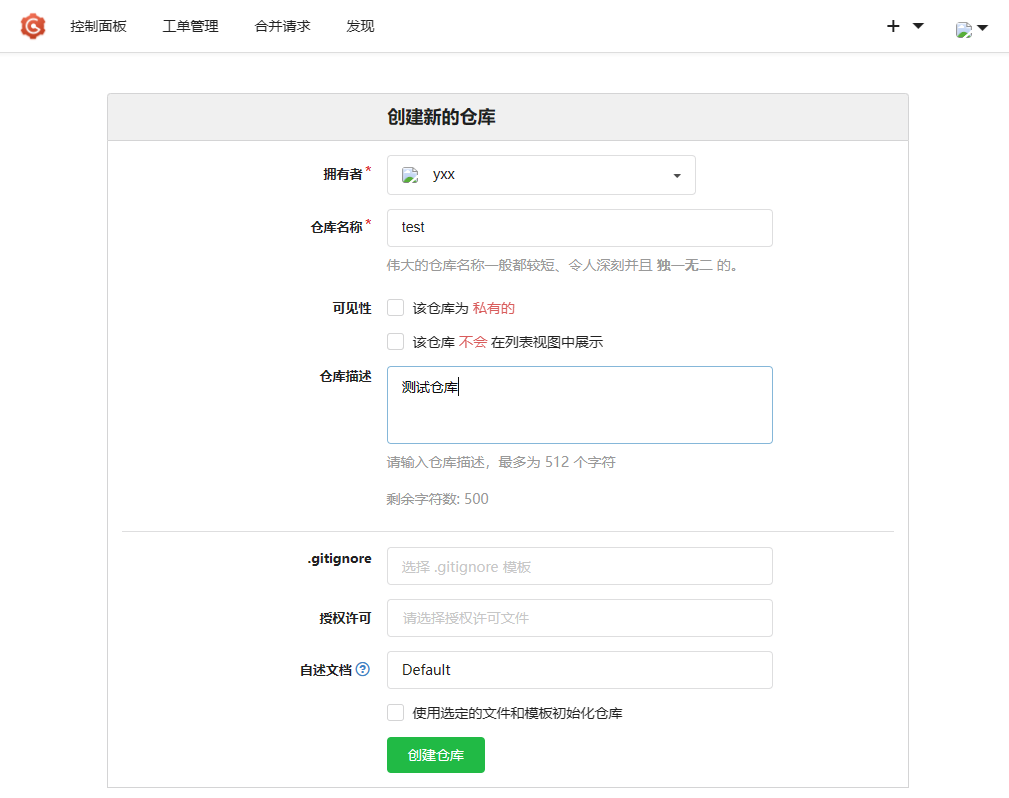 控制面板 工单管理 合并请求 发现
创建新的仓库
拥有者* yxx
仓库名称* test
伟大的仓库名称一般都较短、令人深刻并且 独一无二 的。
可见性 该仓库为 私有的
该仓库 不会 在列表视图中展示
仓库描述 测试仓库
请输入仓库描述，最多为 512 个字符
剩余字符数: 500
.gitignore 选择 .gitignore 模板
授权许可 请选择授权许可文件
自述文档 Default
使用选定的文件和模板初始化仓库
创建仓库